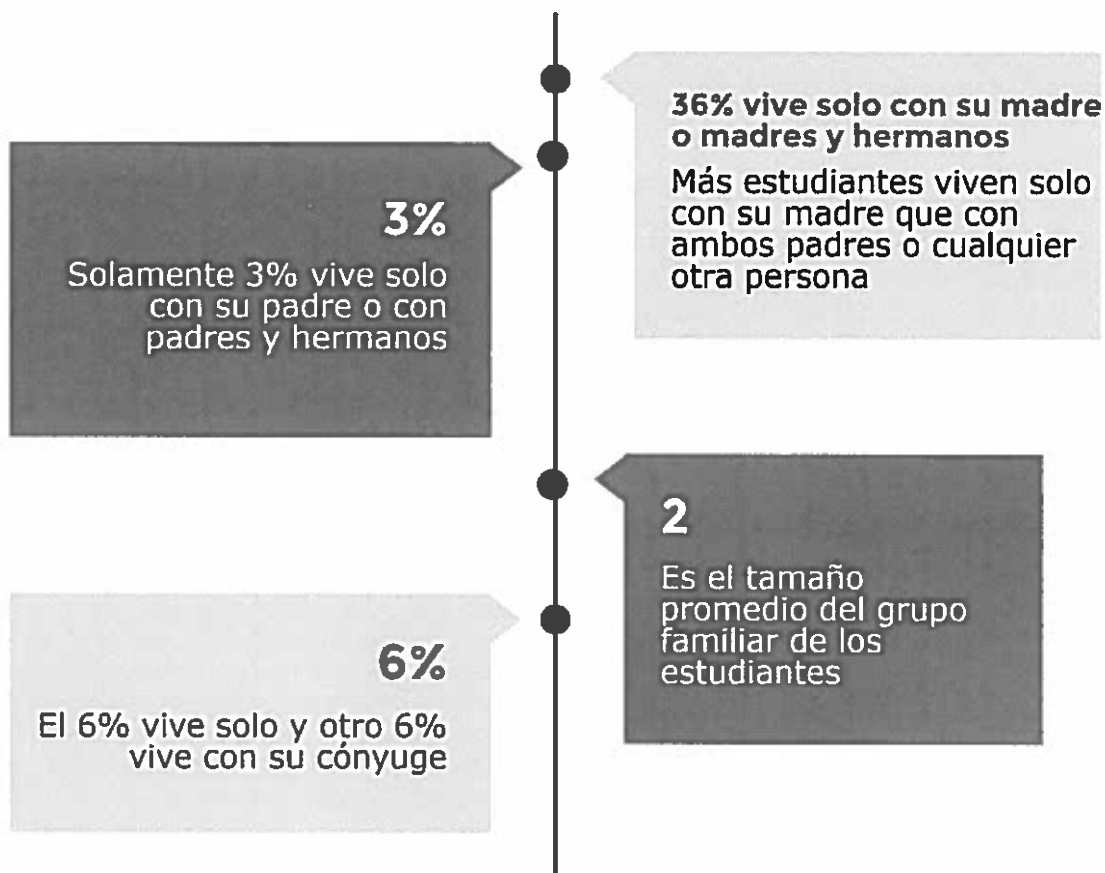 36% vive solo con su madre
o madres y hermanos
Más estudiantes viven solo
con su madre que con
ambos padres o cualquier
otra persona
3%
Solamente 3% vive solo
con su padre o con
padres y hermanos
2
Es el tamaño
promedio del grupo
familiar de los
estudiantes
6%
El 6% vive solo y otro 6%
vive con su cónyuge